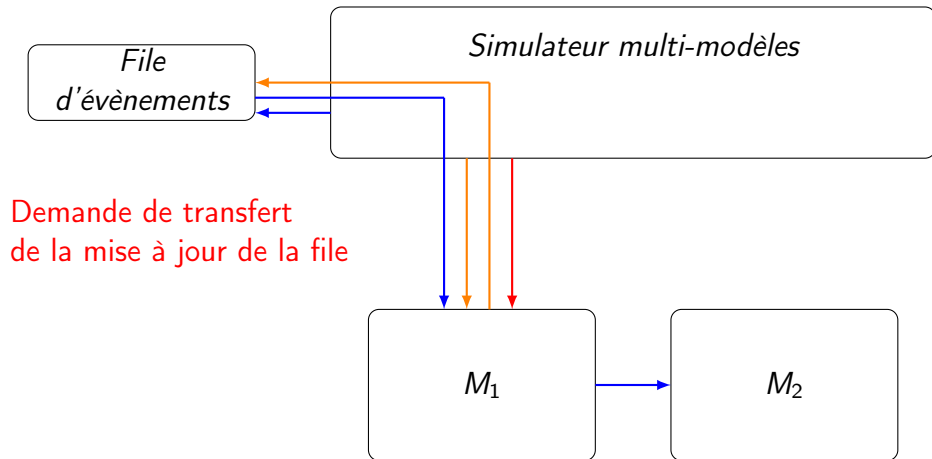 File
d'évènements
Simulateur multi-modèles
Demande de transfert
de la mise à jour de la file
M₁
M₂